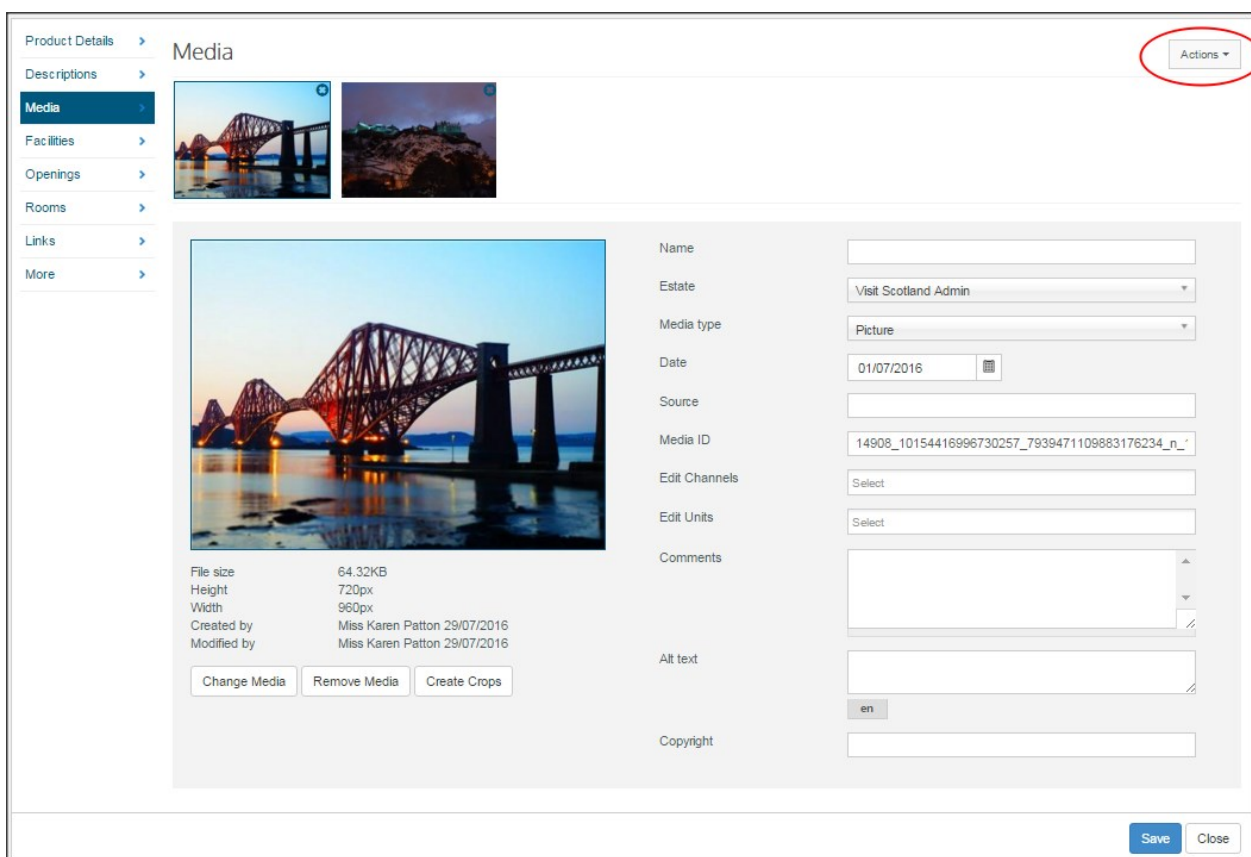 Product Details
Descriptions
Media
Facilities
Openings
Rooms
Links
More
Media
Actions
Name
Estate
Visit Scotland Admin
Media type
Picture
Date
01/07/2016
Source
Media ID
14908_10154416996730257_7939471109883176234_n_
Edit Channels
Select
Edit Units
Select
Comments
Alt text
en
Copyright
File size 64.32KB
Height 720px
Width 960px
Created by Miss Karen Patton 29/07/2016
Modified by Miss Karen Patton 29/07/2016
Change Media Remove Media Create Crops
Save Close